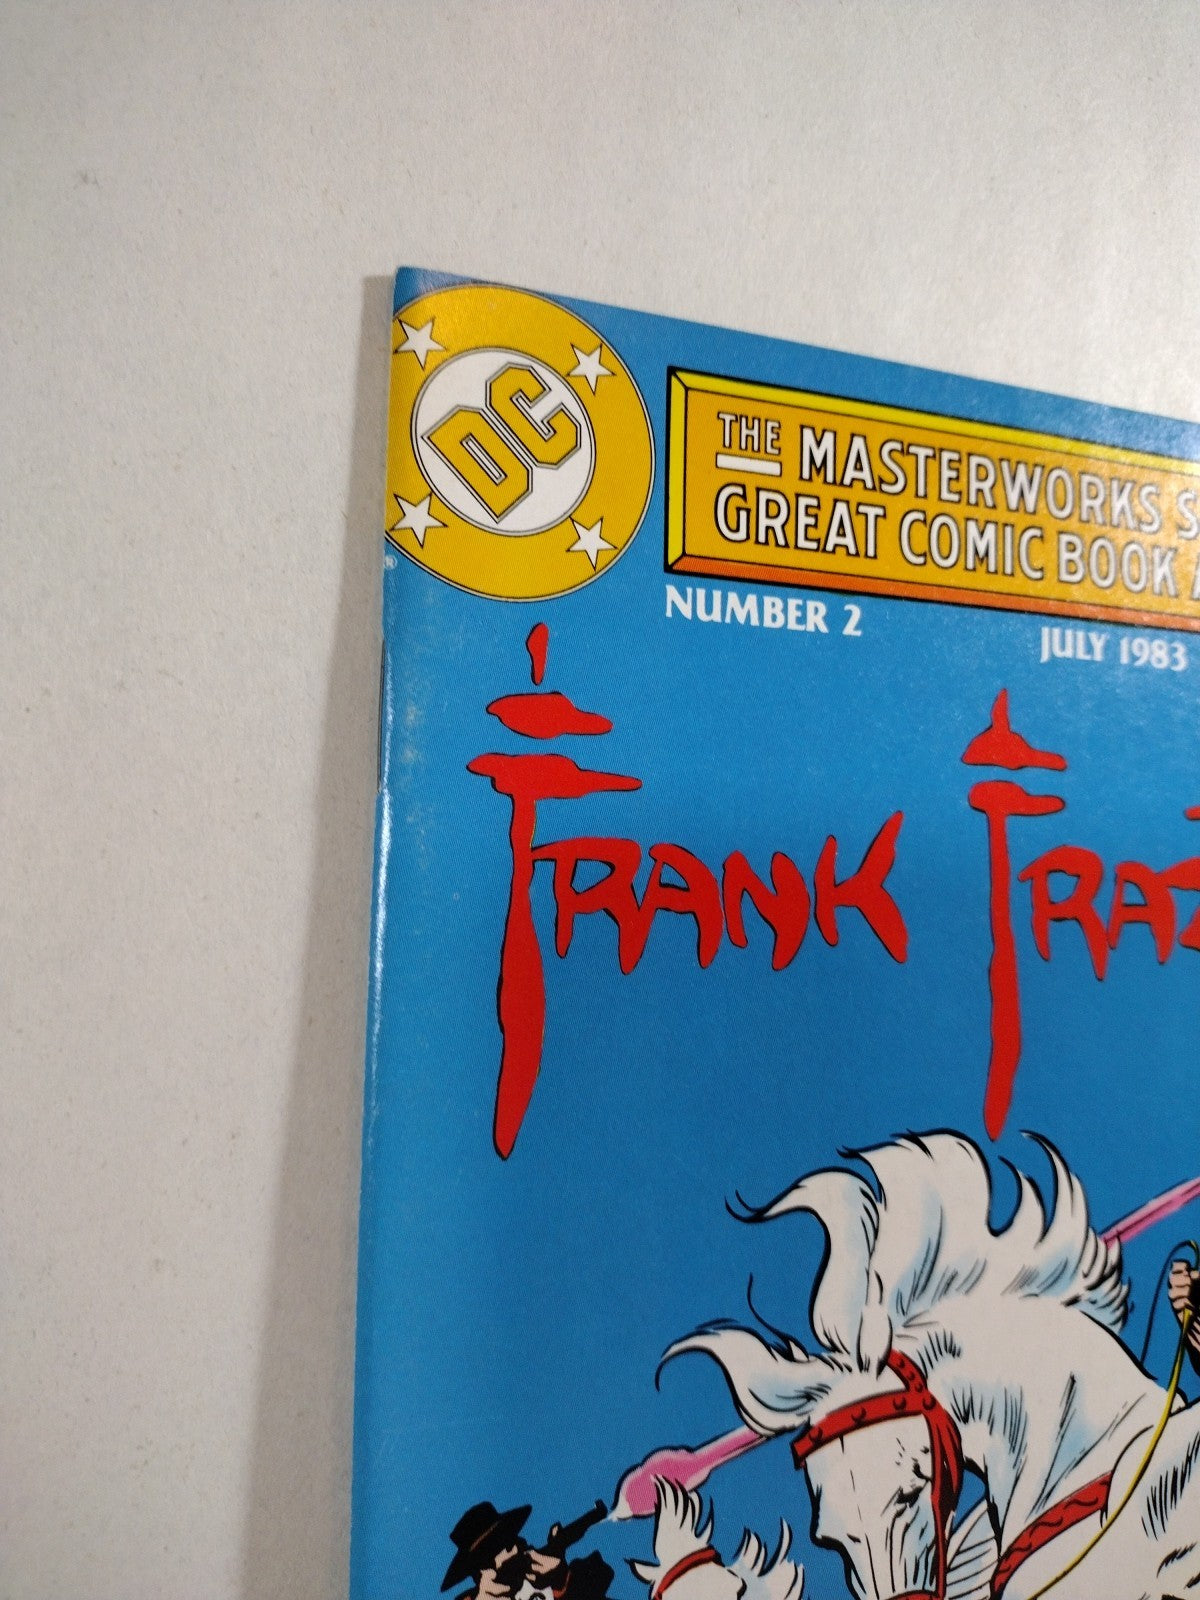 DC
®
THE MASTERWORKS S
GREAT COMIC BOOK A
NUMBER 2
JULY 1983
FRANK FRAZ